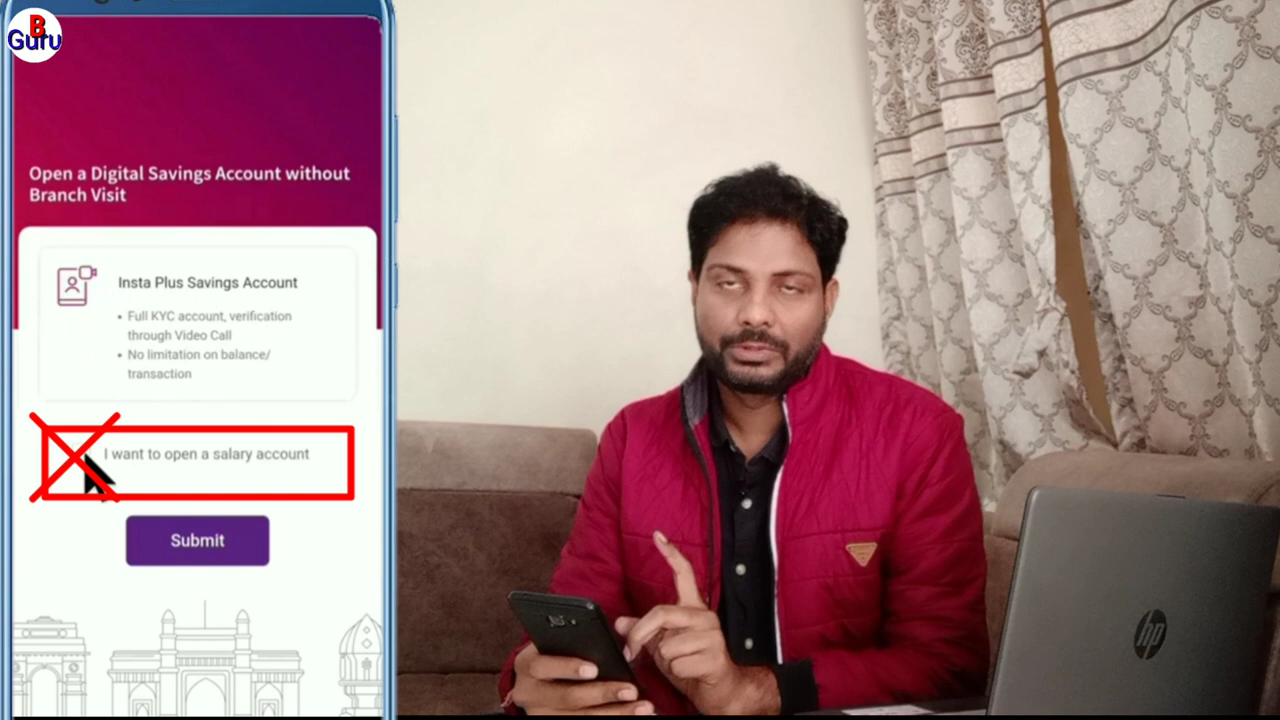 B
Guru
Open a Digital Savings Account without
Branch Visit
Insta Plus Savings Account
• Full KYC account, verification
through Video Call
• No limitation on balance/
transaction
I want to open a salary account
Submit
hp